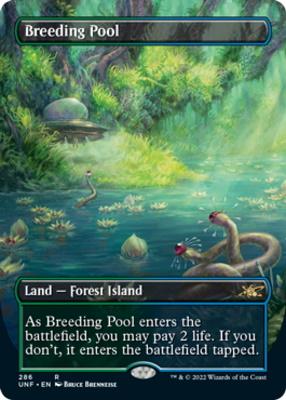 Breeding Pool
Land — Forest Island
As Breeding Pool enters the
battlefield, you may pay 2 life. If you
don't, it enters the battlefield tapped.
286 R
UNF • EN Bruce Brenneise
™ & © 2022 Wizards of the Coast